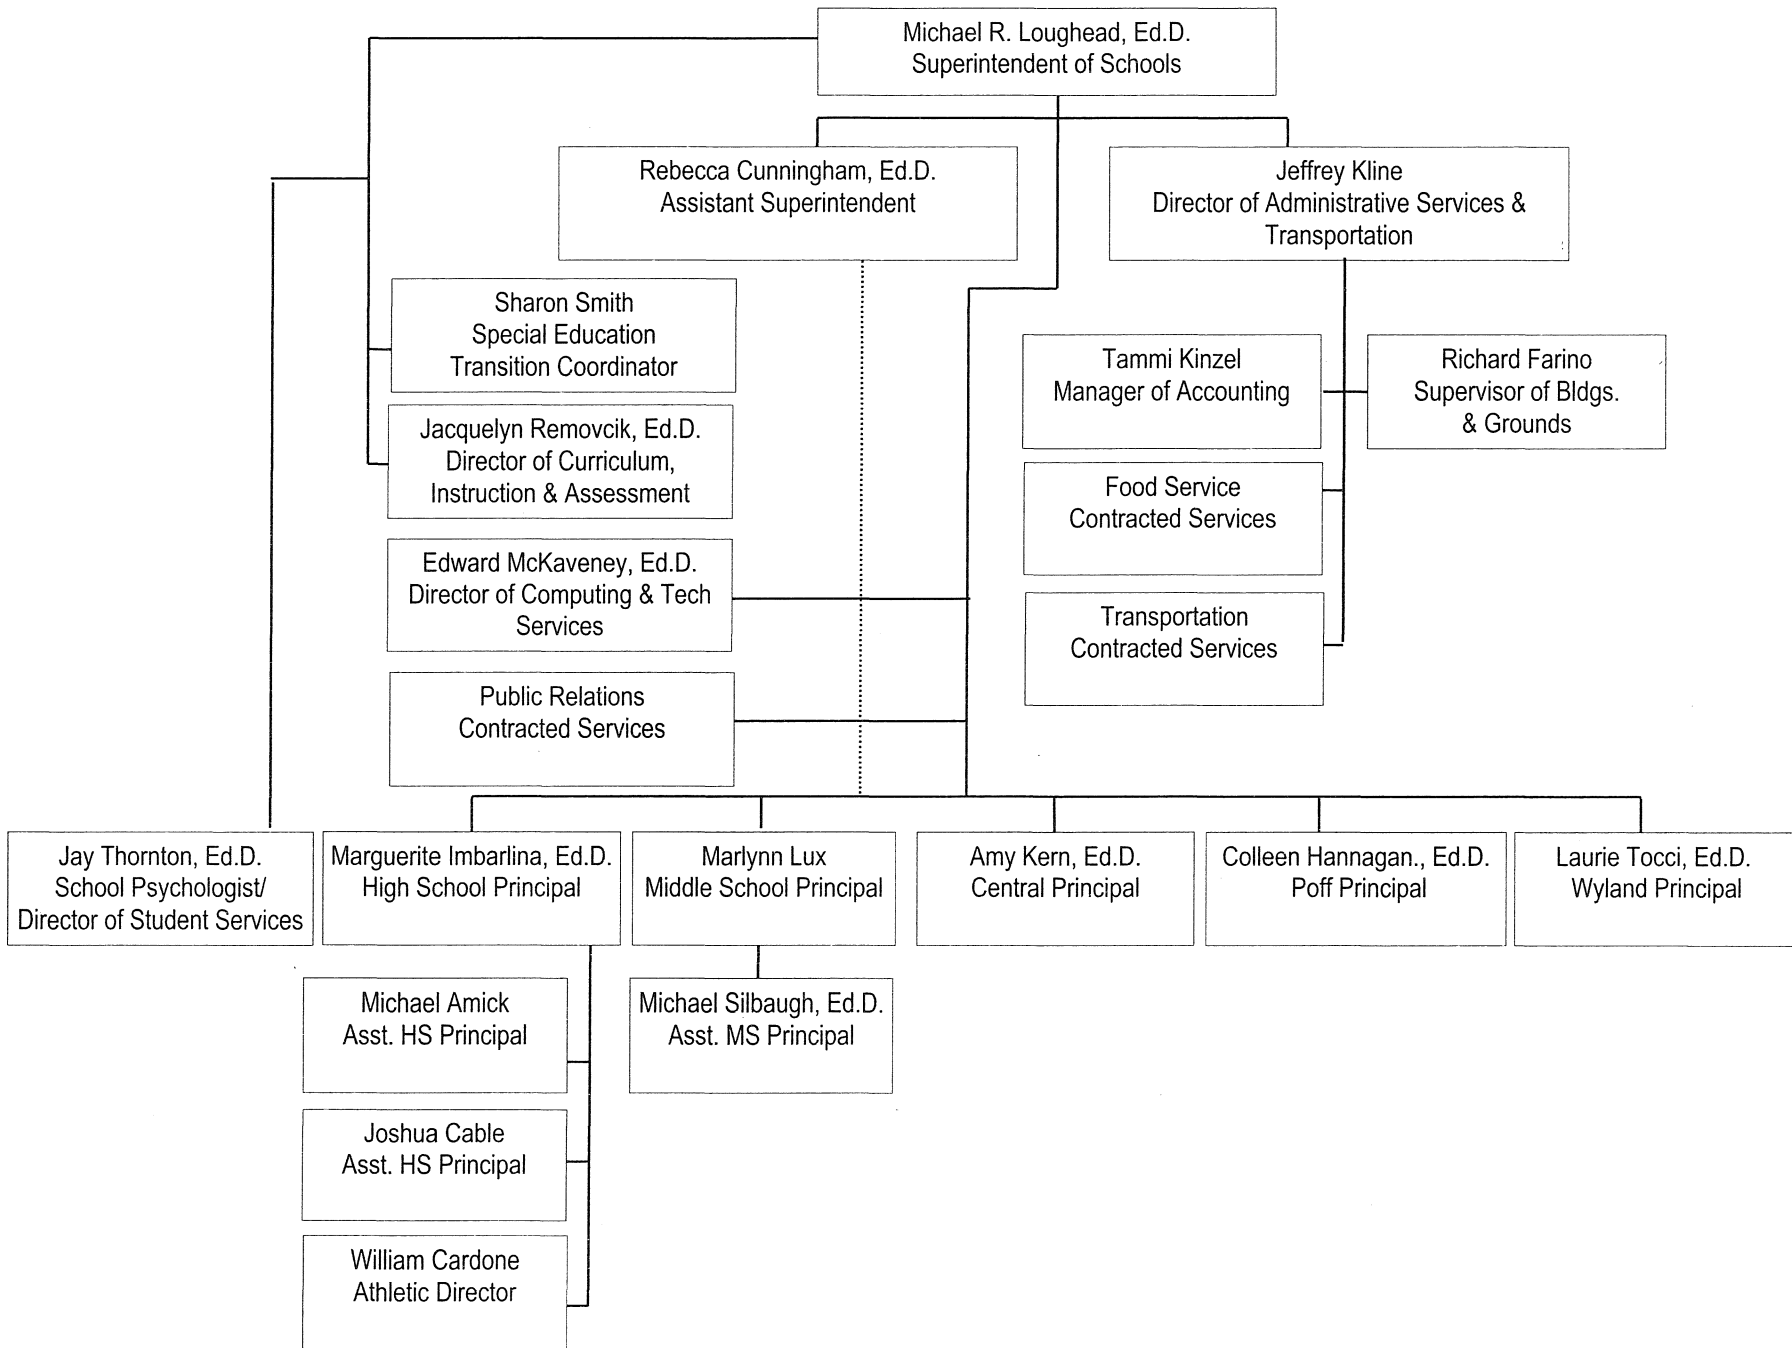 Michael R. Loughead, Ed.D.
Superintendent of Schools
Rebecca Cunningham, Ed.D.
Assistant Superintendent
Jeffrey Kline
Director of Administrative Services &
Transportation
Sharon Smith
Special Education
Transition Coordinator
Tammi Kinzel
Manager of Accounting
Richard Farino
Supervisor of Bldgs.
& Grounds
Jacquelyn Removcik, Ed.D.
Director of Curriculum,
Instruction & Assessment
Food Service
Contracted Services
Edward McKaveney, Ed.D.
Director of Computing & Tech
Services
Transportation
Contracted Services
Public Relations
Contracted Services
Jay Thornton, Ed.D.
School Psychologist/
Director of Student Services
Marguerite Imbarlina, Ed.D.
High School Principal
Marlynn Lux
Middle School Principal
Amy Kern, Ed.D.
Central Principal
Colleen Hannagan., Ed.D.
Poff Principal
Laurie Tocci, Ed.D.
Wyland Principal
Michael Amick
Asst. HS Principal
Michael Silbaugh, Ed.D.
Asst. MS Principal
Joshua Cable
Asst. HS Principal
William Cardone
Athletic Director